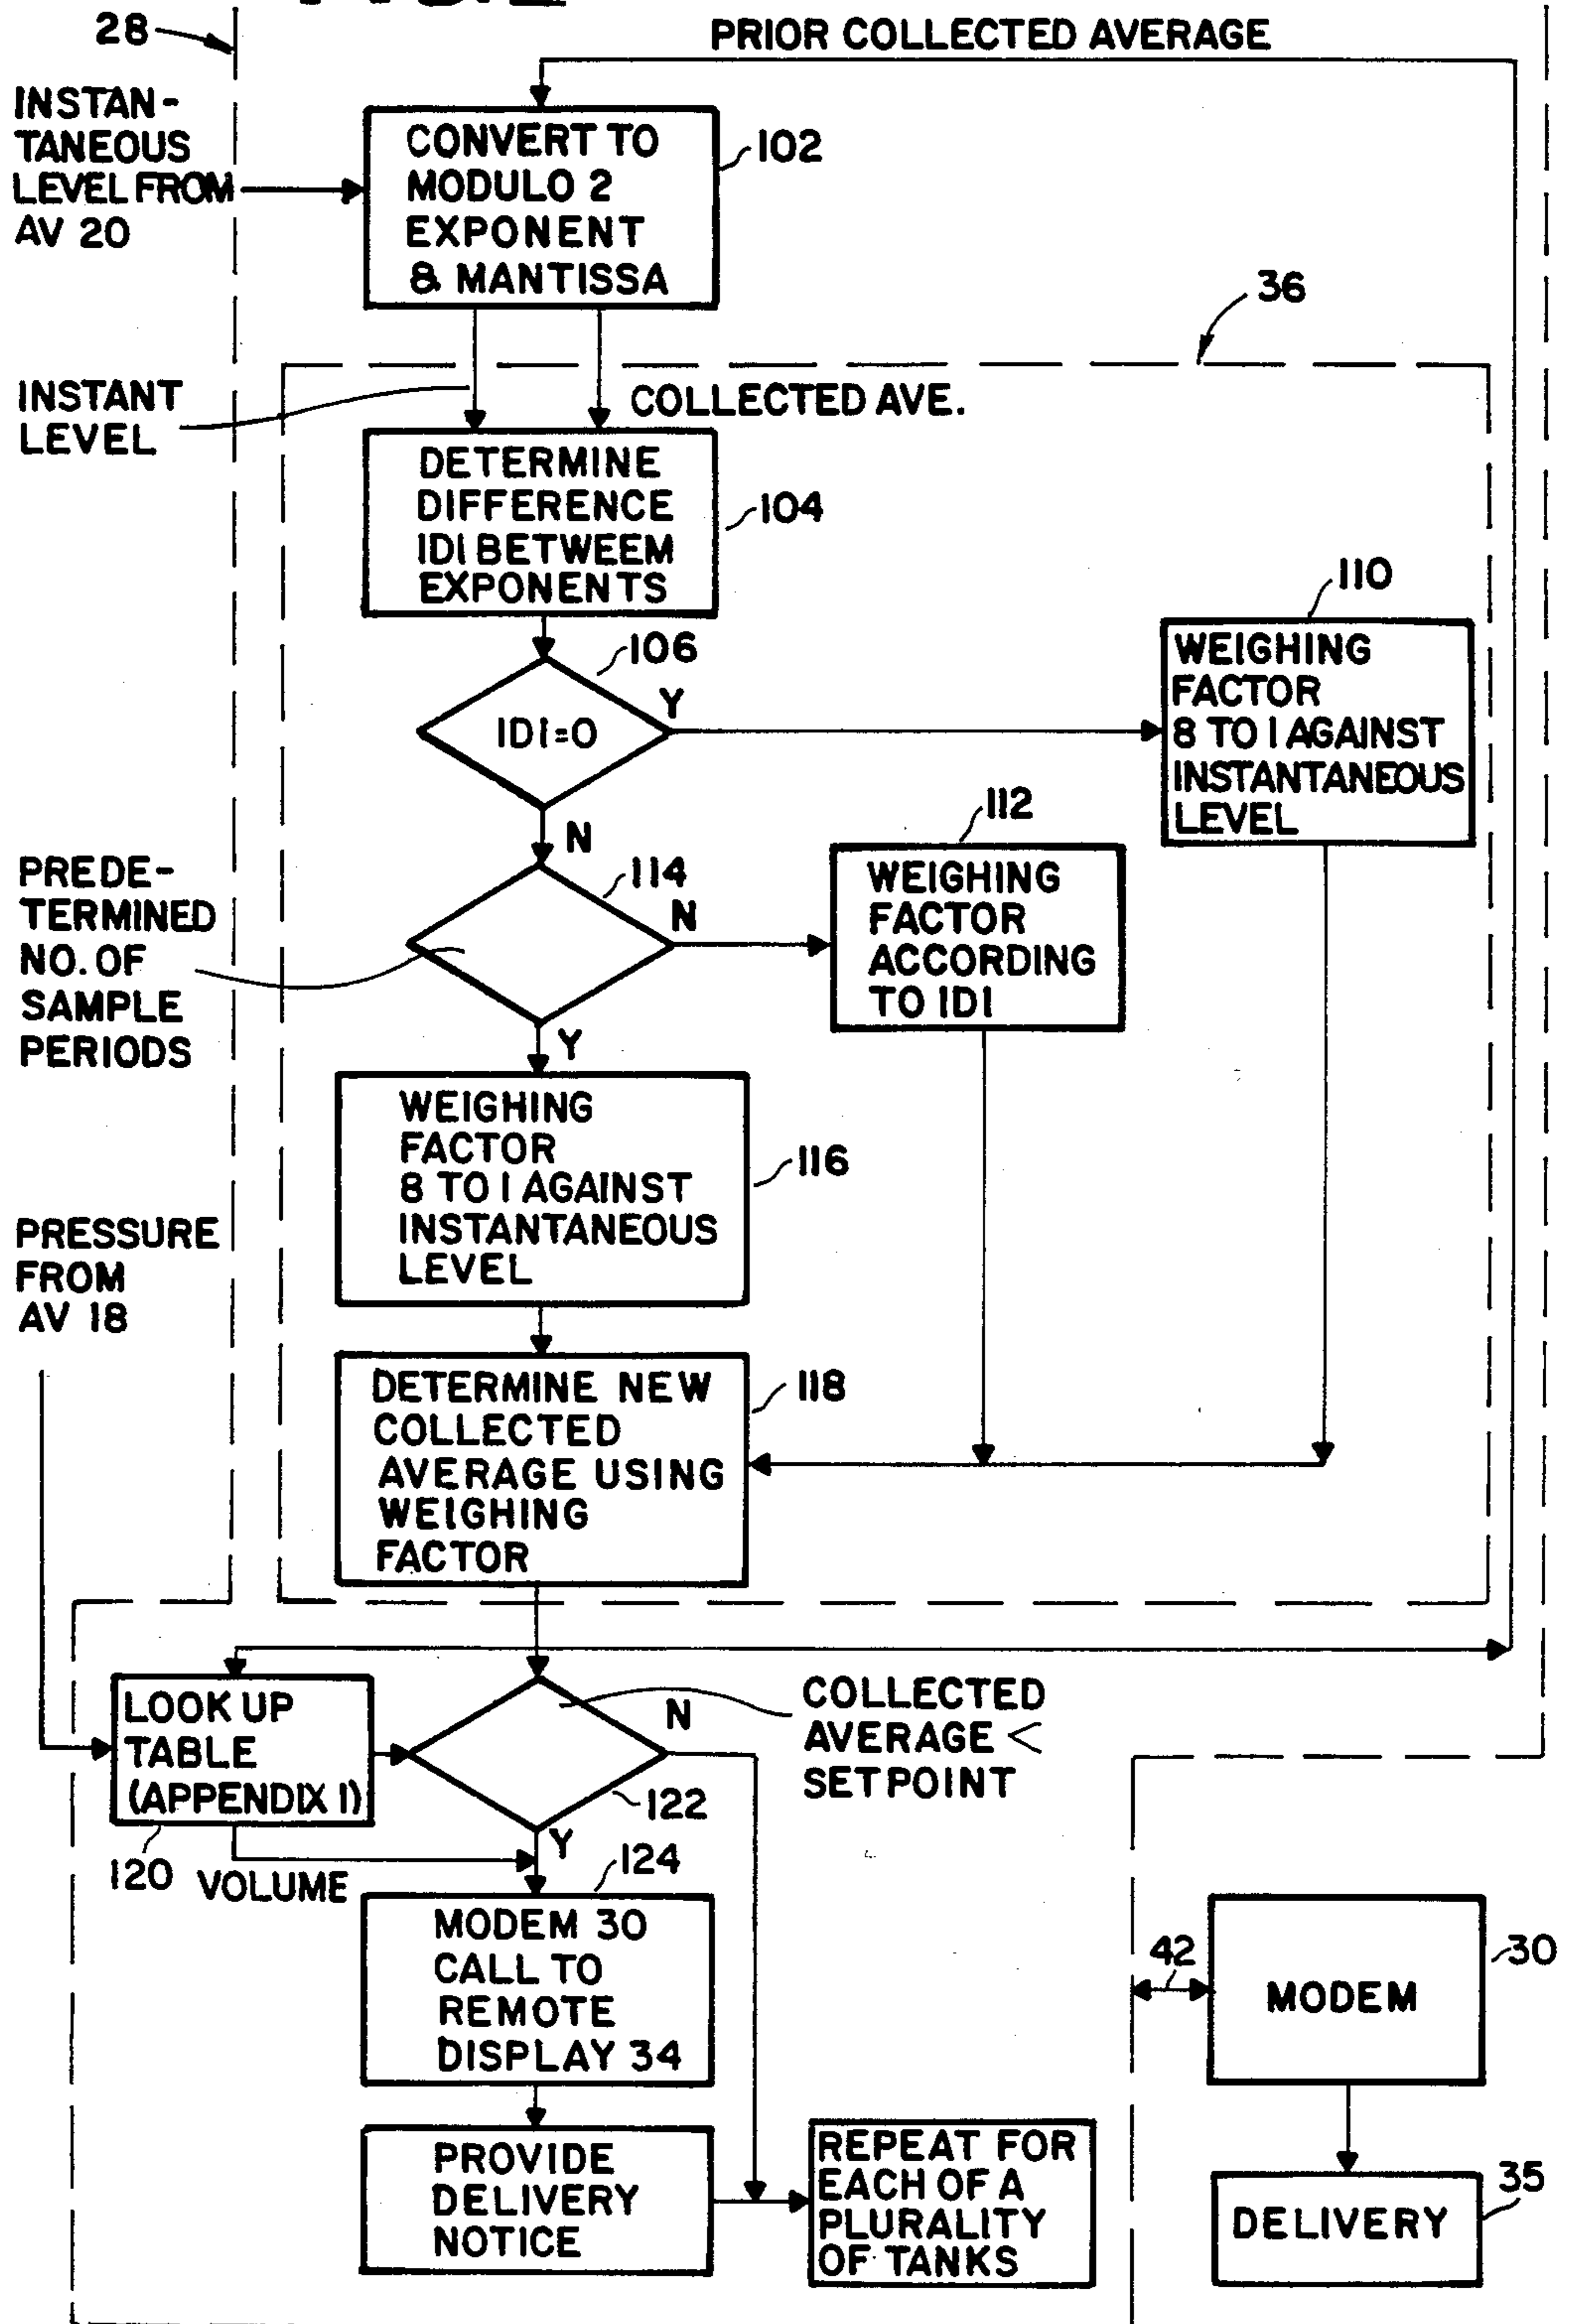 28
PRIOR COLLECTED AVERAGE
INSTAN-
TANEOUS
LEVEL FROM
AV 20
CONVERT TO
MODULO 2
EXPONENT
& MANTISSA
102
36
INSTANT
LEVEL
COLLECTED AVE.
DETERMINE
DIFFERENCE
IDI BETWEEM
EXPONENTS
104
106
IDI=0
Y
N
110
WEIGHING
FACTOR
8 TO 1 AGAINST
INSTANTANEOUS
LEVEL
112
WEIGHING
FACTOR
ACCORDING
TO IDI
PREDE-
TERMINED
NO. OF
SAMPLE
PERIODS
114
N
Y
WEIGHING
FACTOR
8 TO 1 AGAINST
INSTANTANEOUS
LEVEL
116
PRESSURE
FROM
AV 18
DETERMINE NEW
COLLECTED
AVERAGE USING
WEIGHING
FACTOR
118
LOOK UP
TABLE
(APPENDIX 1)
120
VOLUME
N
COLLECTED
AVERAGE <
SETPOINT
122
Y
124
MODEM 30
CALL TO
REMOTE
DISPLAY 34
PROVIDE
DELIVERY
NOTICE
REPEAT FOR
EACH OF A
PLURALITY
OF TANKS
42
MODEM
30
DELIVERY
35